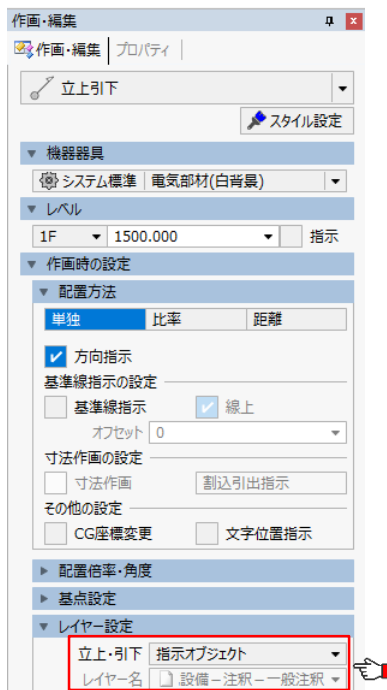 作画・編集
作画・編集 プロパティ
立上引下
スタイル設定
機器器具
システム標準 電気部材(白背景)
レベル
1F 1500.000 指示
作画時の設定
配置方法
単独 比率 距離
方向指示
基準線指示の設定
基準線指示 線上
オフセット 0
寸法作画の設定
寸法作画 割込引出指示
その他の設定
CG座標変更 文字位置指示
配置倍率・角度
基点設定
レイヤー設定
立上・引下 指示オブジェクト
レイヤー名 設備－注釈－一般注釈